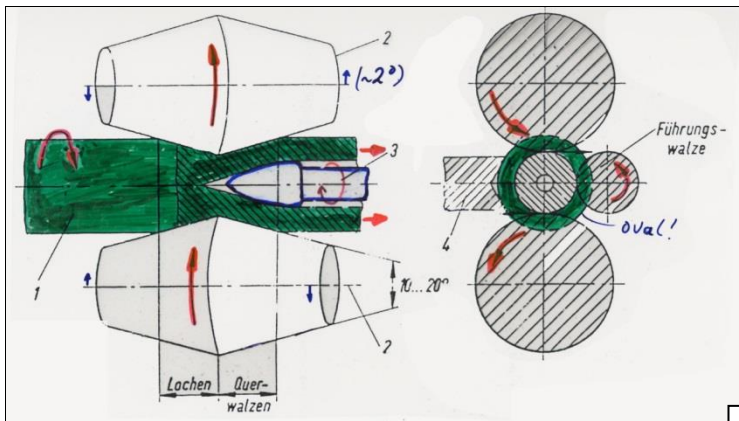 2
(~2°)
3
Führungs-
walze
4
oval!
1
10...20°
2
Lochen
Quer-
walzen